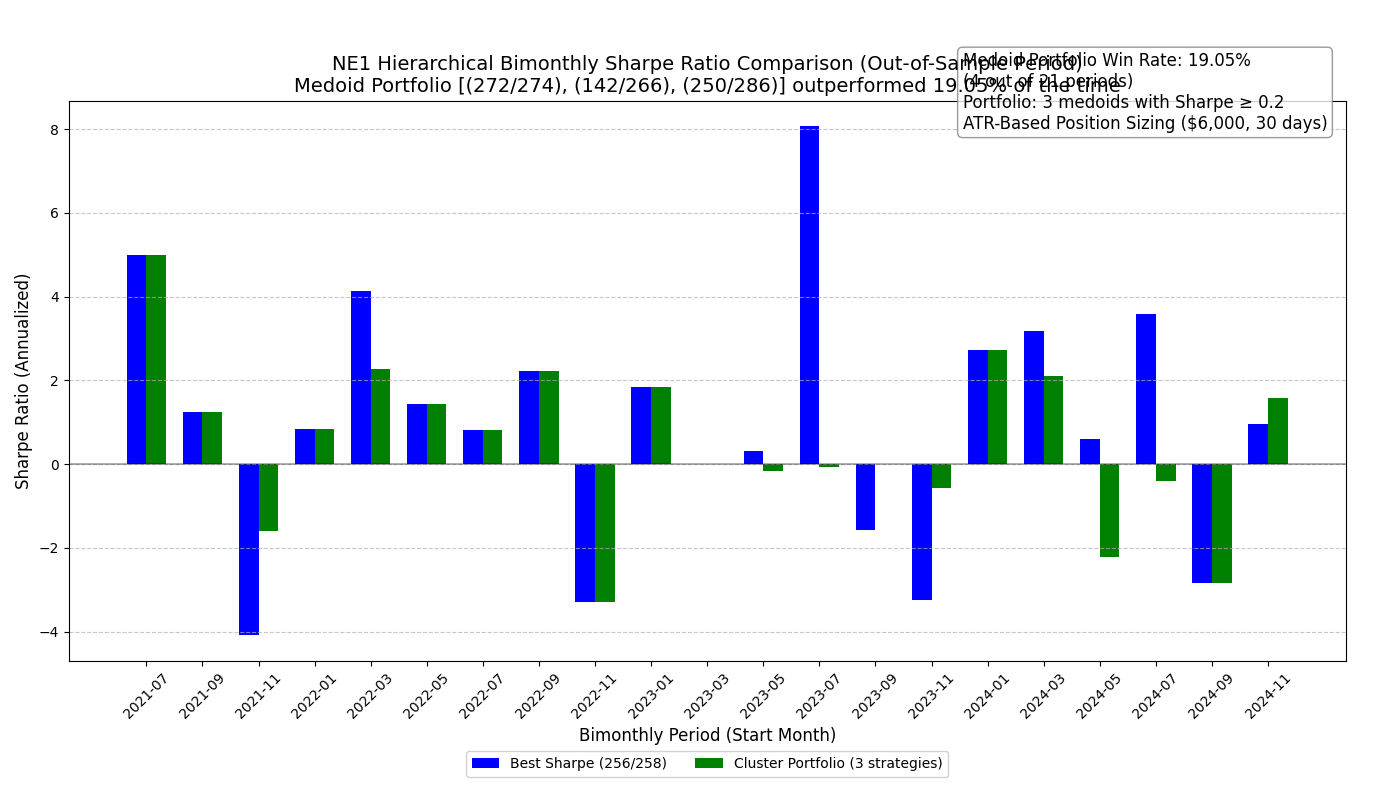 NE1 Hierarchical Bimonthly Sharpe Ratio Comparison (Out-of-Sample Period)
Medoid Portfolio [(272/274), (142/266), (250/286)] outperformed 19.05% of the time
Medoid Portfolio Win Rate: 19.05%
(4 out of 21 periods)
Portfolio: 3 medoids with Sharpe ≥ 0.2
ATR-Based Position Sizing ($6,000, 30 days)
Sharpe Ratio (Annualized)
8
6
4
2
0
−2
−4
2021-07
2021-09
2021-11
2022-01
2022-03
2022-05
2022-07
2022-09
2022-11
2023-01
2023-03
2023-05
2023-07
2023-09
2023-11
2024-01
2024-03
2024-05
2024-07
2024-09
2024-11
Bimonthly Period (Start Month)
Best Sharpe (256/258)
Cluster Portfolio (3 strategies)